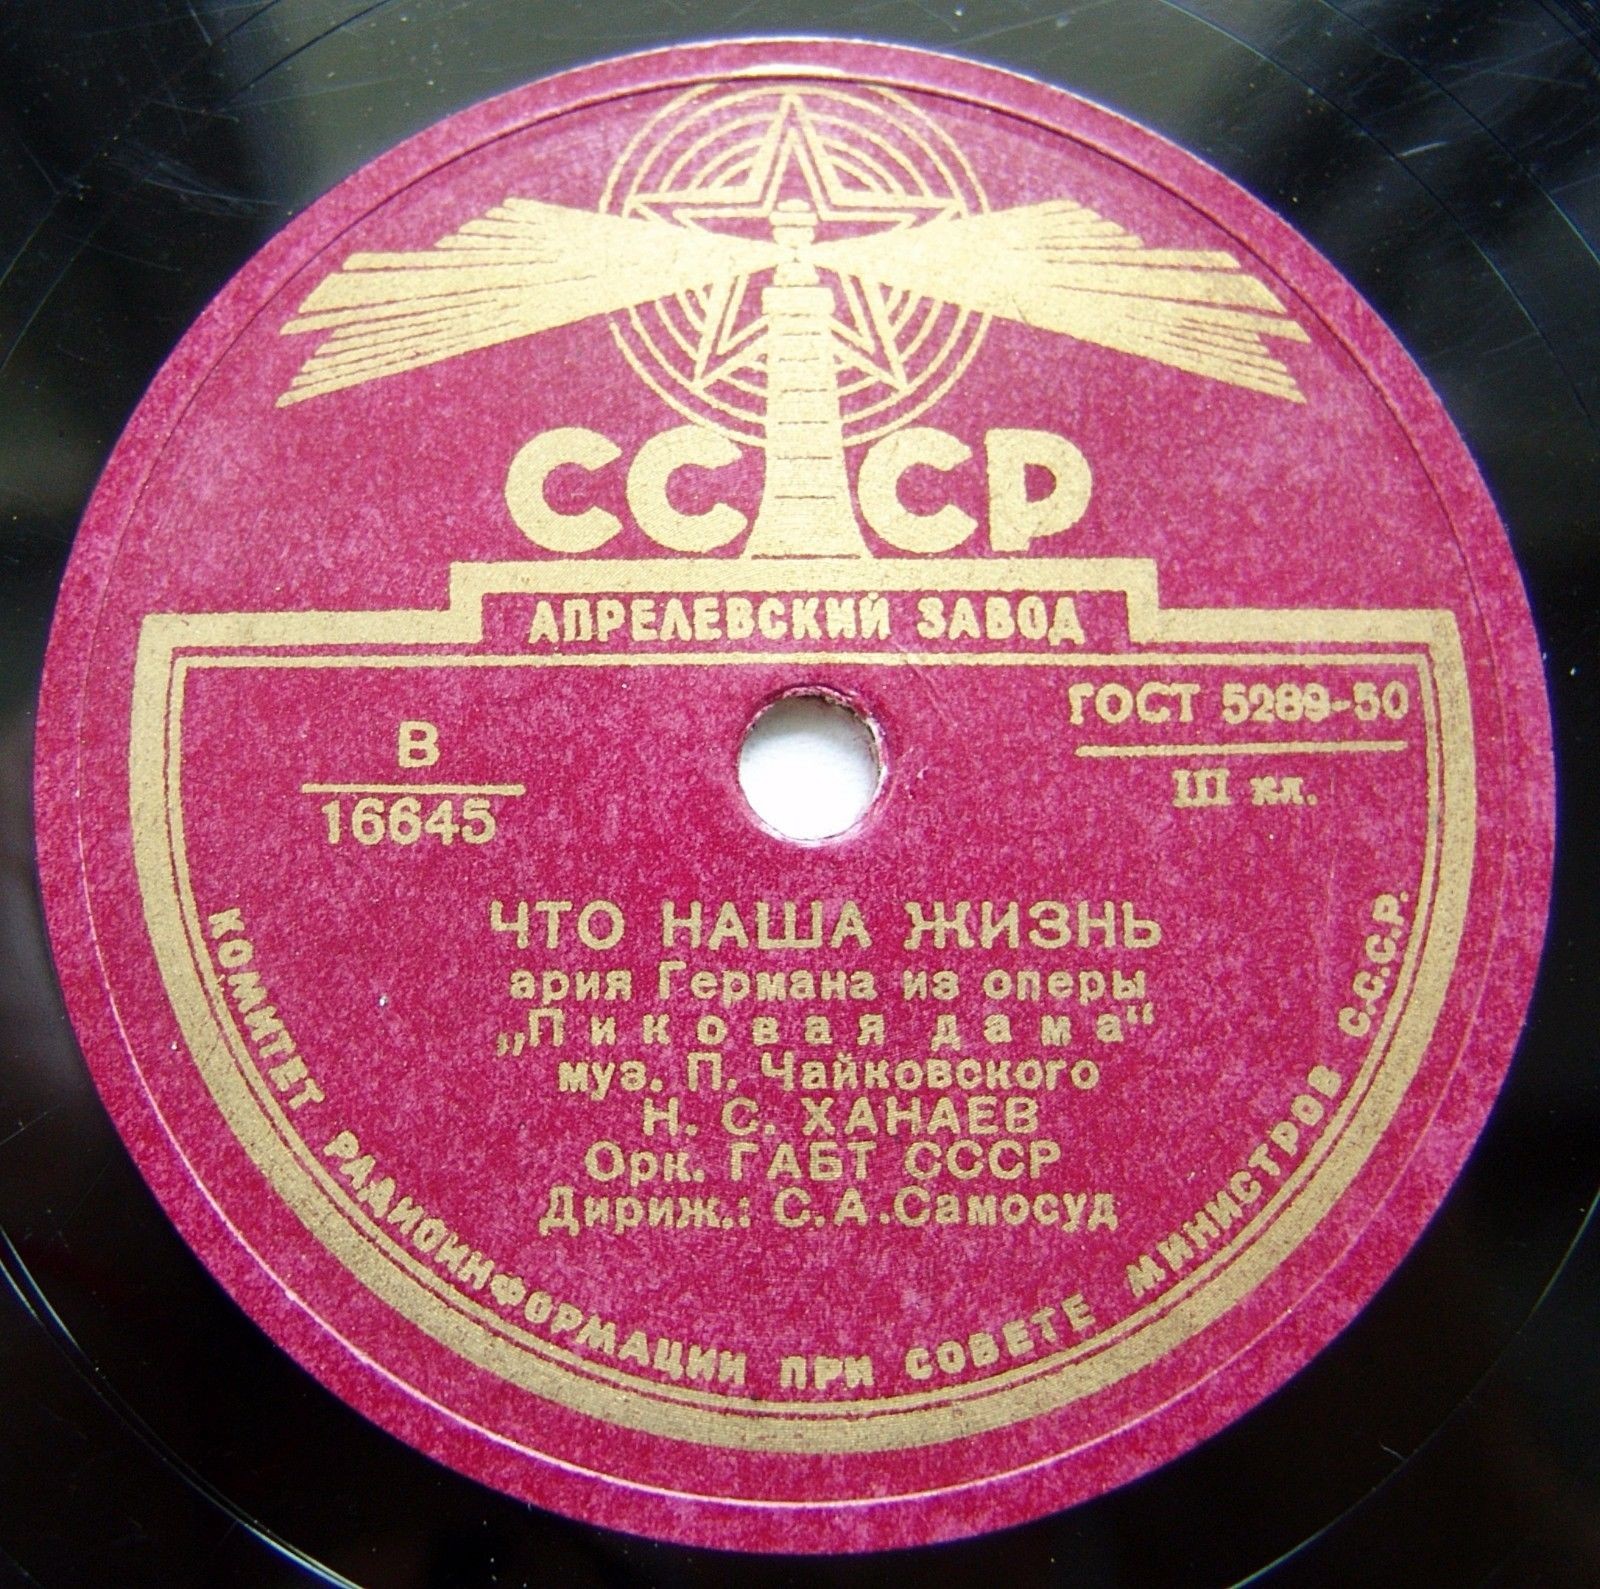 СССР
АПРЕЛЕВСКИЙ ЗАВОД
ГОСТ 5289-50
III кл.
В
16645
ЧТО НАША ЖИЗНЬ
ария Германа из оперы
„Пиковая дама“
муз. П. Чайковского
Н. С. ХАНАЕВ
Орк. ГАБТ СССР
Дириж.: С.А.Самосуд
КОМИТЕТ РАДИОИНФОРМАЦИИ ПРИ СОВЕТЕ МИНИСТРОВ С.С.С.Р.